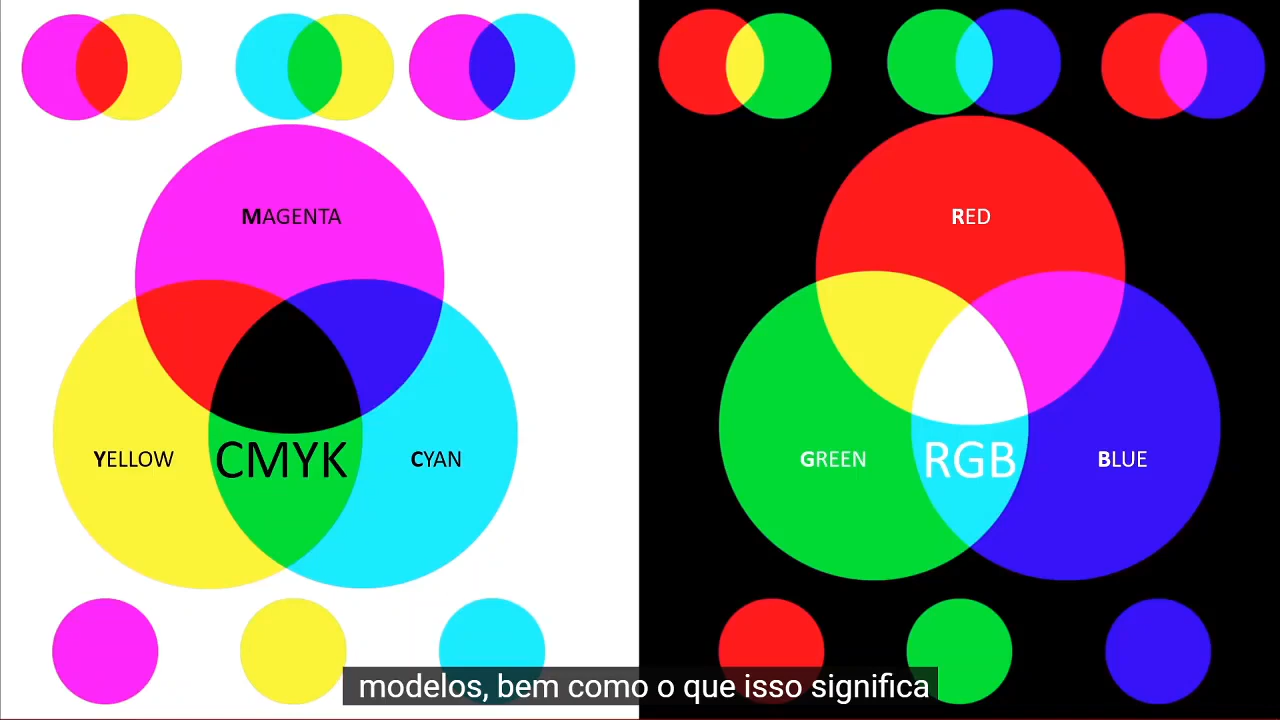 MAGENTA
YELLOW
CMYK
CYAN
RED
GREEN
RGB
BLUE
modelos, bem como o que isso significa